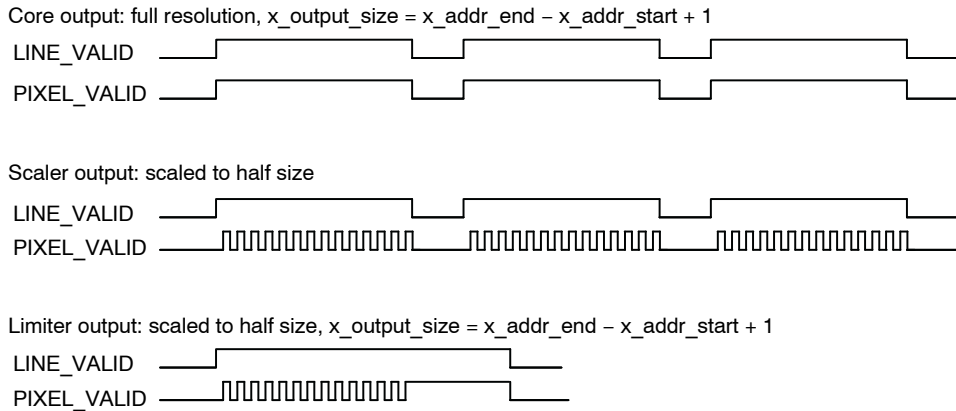 Core output: full resolution, x_output_size = x_addr_end − x_addr_start + 1
LINE_VALID
PIXEL_VALID
Scaler output: scaled to half size
LINE_VALID
PIXEL_VALID
Limiter output: scaled to half size, x_output_size = x_addr_end − x_addr_start + 1
LINE_VALID
PIXEL_VALID